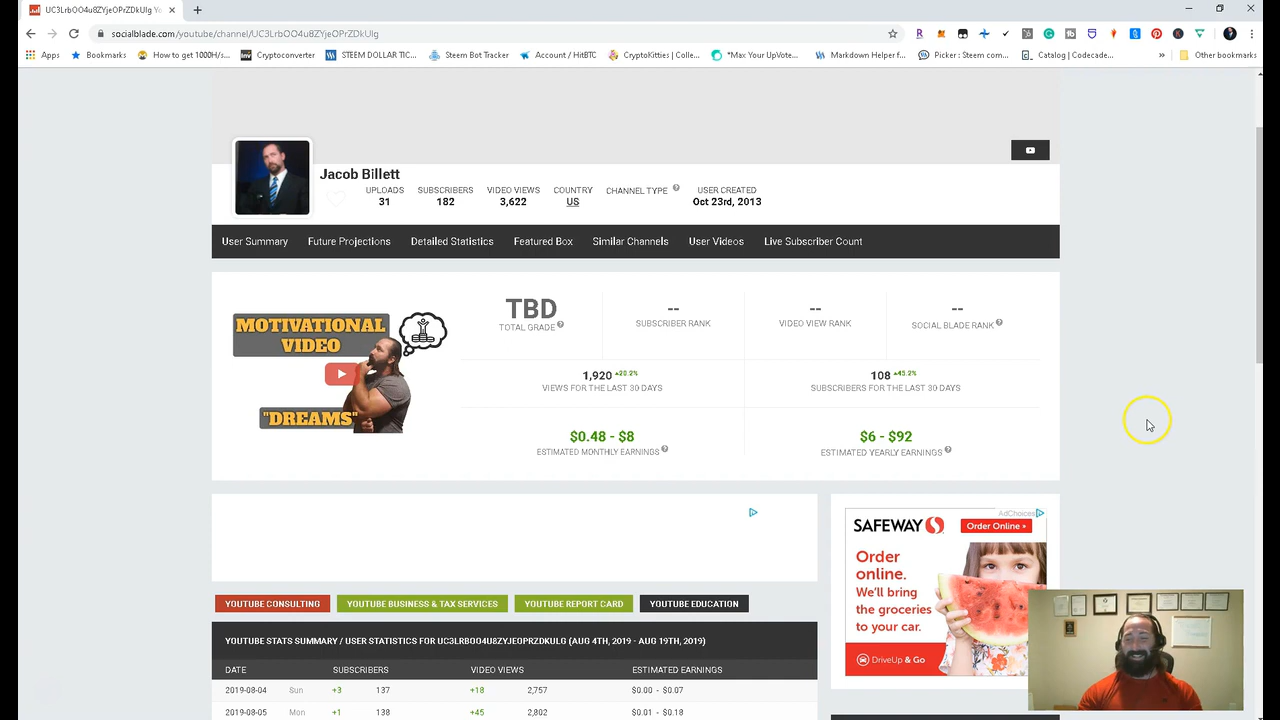 UC3LrbOO4u8ZYjeOPrZDkUlg Yo
socialblade.com/youtube/channel/UC3LrbOO4u8ZYjeOPrZDkUlg
Apps Bookmarks How to get 1000H/s... Cryptoconverter STEEM DOLLAR TIC... Steem Bot Tracker Account / HitBTC CryptoKitties | Colle... *Max Your UpVote... Markdown Helper f... Picker : Steem com... Catalog | Codecade... » Other bookmarks
Jacob Billett
UPLOADS SUBSCRIBERS VIDEO VIEWS COUNTRY CHANNEL TYPE USER CREATED
31 182 3,622 US Oct 23rd, 2013
User Summary Future Projections Detailed Statistics Featured Box Similar Channels User Videos Live Subscriber Count
MOTIVATIONAL
VIDEO
"DREAMS"
TBD -- -- --
TOTAL GRADE SUBSCRIBER RANK VIDEO VIEW RANK SOCIAL BLADE RANK
1,920 20.2% 108 45.2%
VIEWS FOR THE LAST 30 DAYS SUBSCRIBERS FOR THE LAST 30 DAYS
$0.48 - $8 $6 - $92
ESTIMATED MONTHLY EARNINGS ESTIMATED YEARLY EARNINGS
AdChoices
SAFEWAY Order Online »
Order
online.
We'll bring
the groceries
to your car.
DriveUp & Go
YOUTUBE CONSULTING YOUTUBE BUSINESS & TAX SERVICES YOUTUBE REPORT CARD YOUTUBE EDUCATION
YOUTUBE STATS SUMMARY / USER STATISTICS FOR UC3LRBOO4U8ZYJEOPRZDKULG (AUG 4TH, 2019 - AUG 19TH, 2019)
DATE SUBSCRIBERS VIDEO VIEWS ESTIMATED EARNINGS
2019-08-04 Sun +3 137 +18 2,757 $0.00 - $0.07
2019-08-05 Mon +1 138 +45 2,802 $0.01 - $0.18